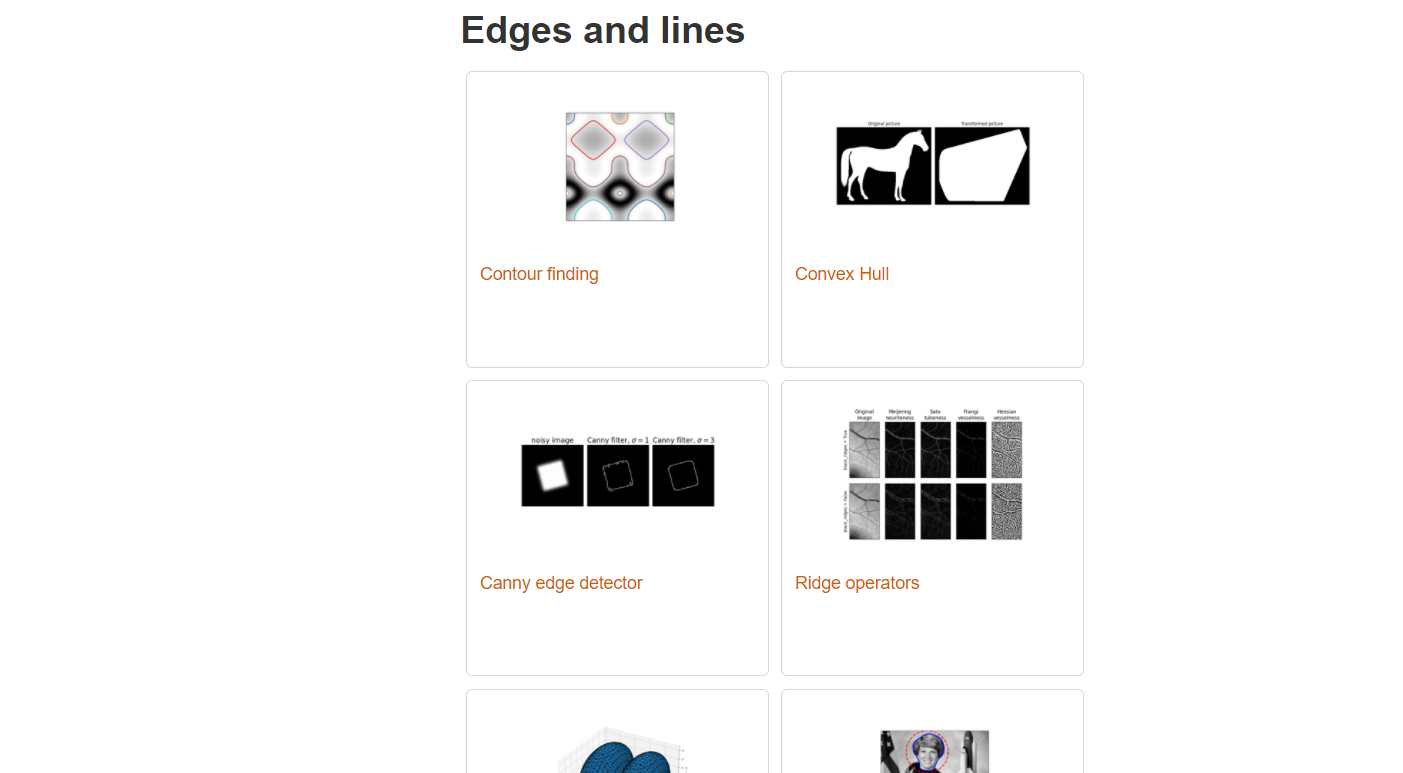 Edges and lines
Original picture
Transformed picture
Contour finding
Convex Hull
noisy image
Canny filter, σ = 1
Canny filter, σ = 3
Original image
Meijering neuriteness
Sato tubeness
Frangi vesselness
Hessian vesselness
black_ridges = True
black_ridges = False
Canny edge detector
Ridge operators